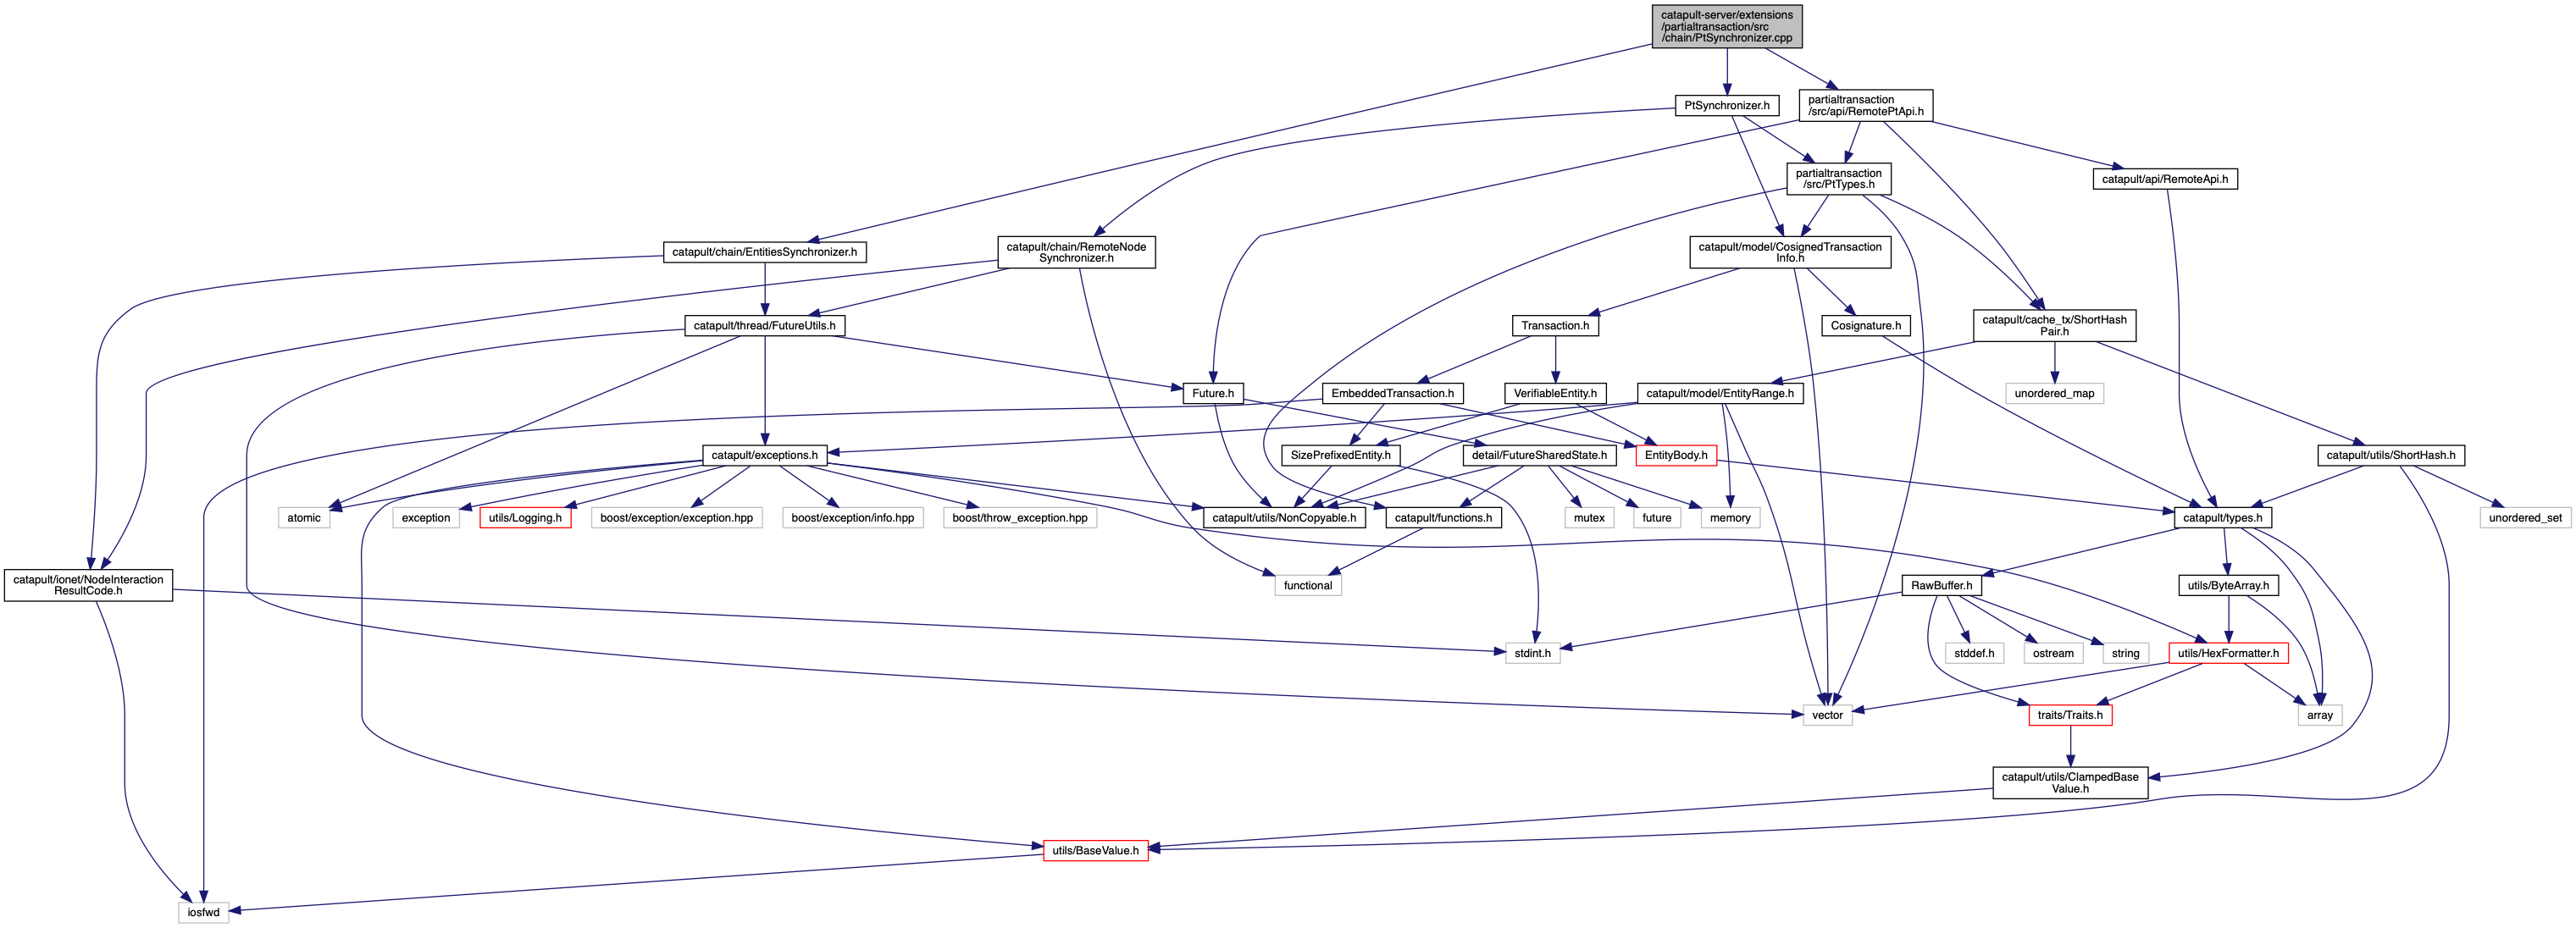 catapult-server/extensions
/partialtransaction/src
/chain/PtSynchronizer.cpp
PtSynchronizer.h
partialtransaction
/src/api/RemotePtApi.h
partialtransaction
/src/PtTypes.h
catapult/api/RemoteApi.h
catapult/chain/EntitiesSynchronizer.h
catapult/chain/RemoteNode
Synchronizer.h
catapult/model/CosignedTransaction
Info.h
catapult/thread/FutureUtils.h
Transaction.h
Cosignature.h
catapult/cache_tx/ShortHash
Pair.h
Future.h
EmbeddedTransaction.h
VerifiableEntity.h
catapult/model/EntityRange.h
unordered_map
catapult/exceptions.h
SizePrefixedEntity.h
detail/FutureSharedState.h
EntityBody.h
catapult/utils/ShortHash.h
atomic
exception
utils/Logging.h
boost/exception/exception.hpp
boost/exception/info.hpp
boost/throw_exception.hpp
catapult/utils/NonCopyable.h
catapult/functions.h
mutex
future
memory
catapult/types.h
unordered_set
catapult/ionet/NodeInteraction
ResultCode.h
functional
RawBuffer.h
utils/ByteArray.h
stdint.h
stddef.h
ostream
string
utils/HexFormatter.h
vector
traits/Traits.h
array
catapult/utils/ClampedBase
Value.h
utils/BaseValue.h
iosfwd